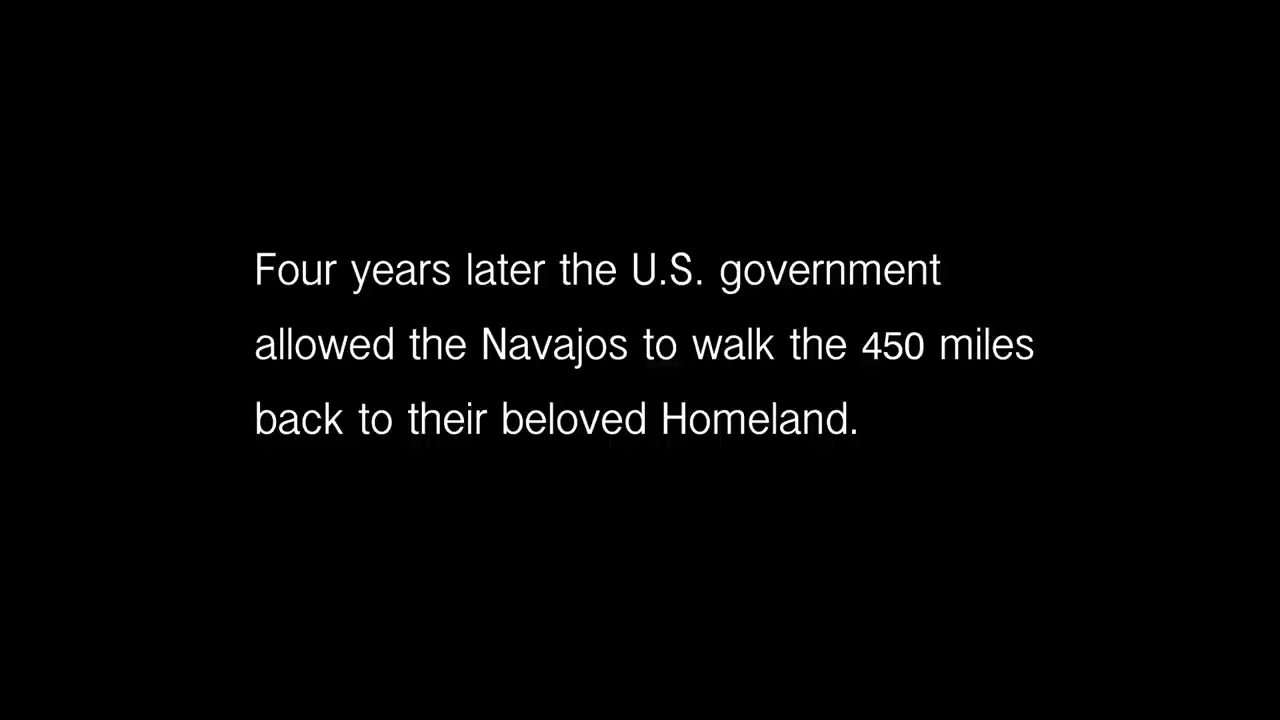 Four years later the U.S. government
allowed the Navajos to walk the 450 miles
back to their beloved Homeland.